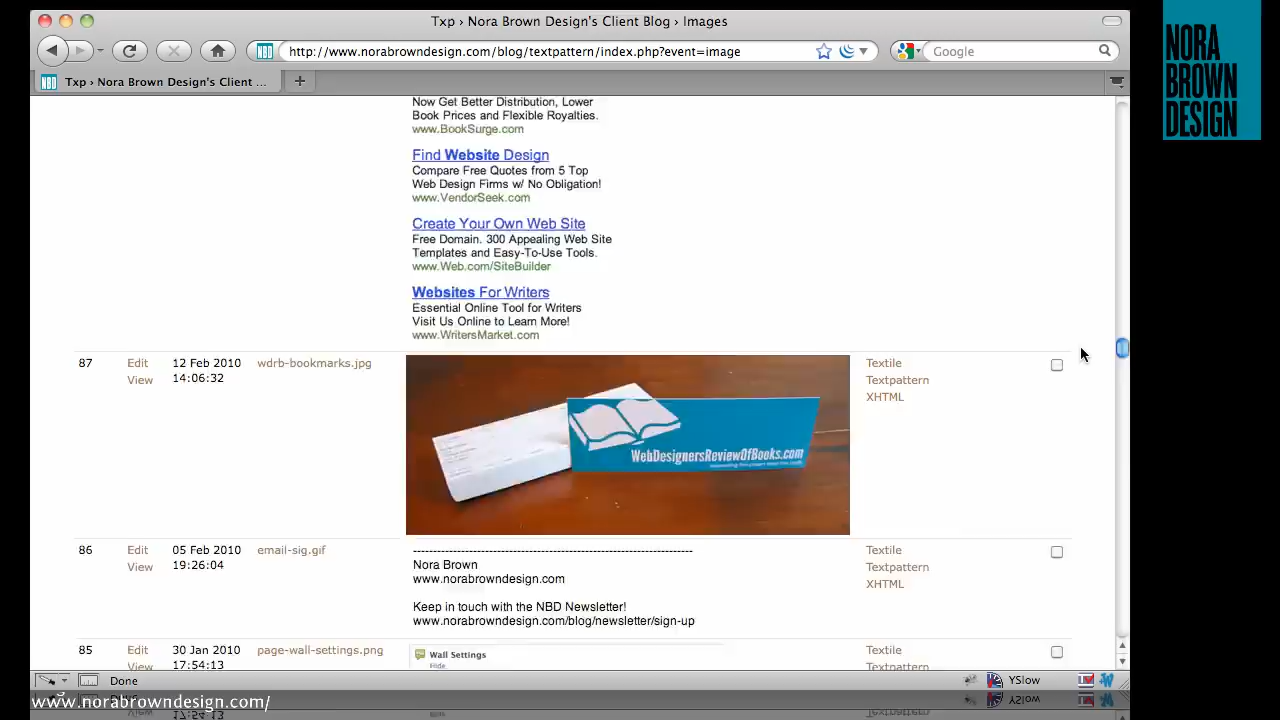 Txp › Nora Brown Design's Client Blog › Images
http://www.norabrowndesign.com/blog/textpattern/index.php?event=image
Google
Txp › Nora Brown Design's Client ...
NORA
BROWN
DESIGN
Now Get Better Distribution, Lower
Book Prices and Flexible Royalties.
www.BookSurge.com
Find Website Design
Compare Free Quotes from 5 Top
Web Design Firms w/ No Obligation!
www.VendorSeek.com
Create Your Own Web Site
Free Domain. 300 Appealing Web Site
Templates and Easy-To-Use Tools.
www.Web.com/SiteBuilder
Websites For Writers
Essential Online Tool for Writers
Visit Us Online to Learn More!
www.WritersMarket.com
87 Edit 12 Feb 2010 wdrb-bookmarks.jpg Textile
View 14:06:32 Textpattern
XHTML
WebDesignersReviewOfBooks.com
86 Edit 05 Feb 2010 email-sig.gif Textile
View 19:26:04 Textpattern
XHTML
----------------------------------------------------------------------
Nora Brown
www.norabrowndesign.com
Keep in touch with the NBD Newsletter!
www.norabrowndesign.com/blog/newsletter/sign-up
85 Edit 30 Jan 2010 page-wall-settings.png Wall Settings Textile
View 17:54:13 Hide Textpattern
Done YSlow
www.norabrowndesign.com/